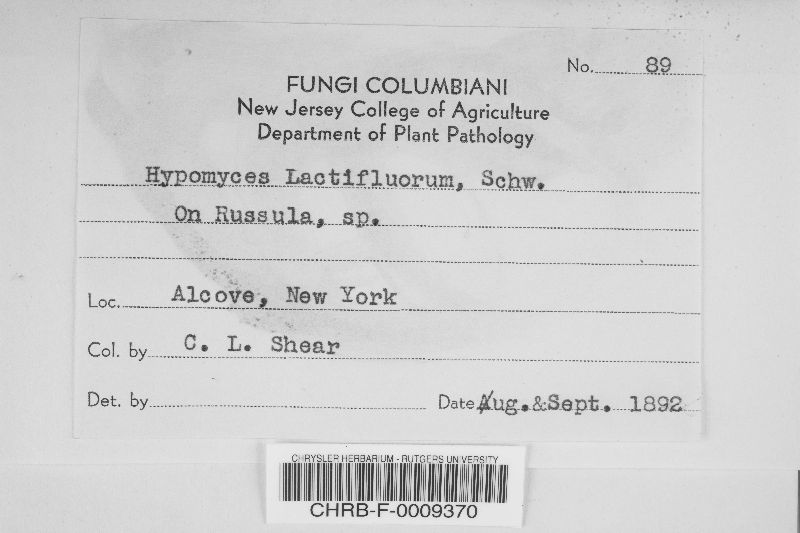 No. 89
FUNGI COLUMBIANI
New Jersey College of Agriculture
Department of Plant Pathology
Hypomyces Lactifluorum, Schw.
On Russula, sp.
Loc. Alcove, New York
Col. by C. L. Shear
Det. by
Date Aug.&Sept. 1892
CHRYSLER HERBARIUM - RUTGERS UNIVERSITY
CHRB-F-0009370